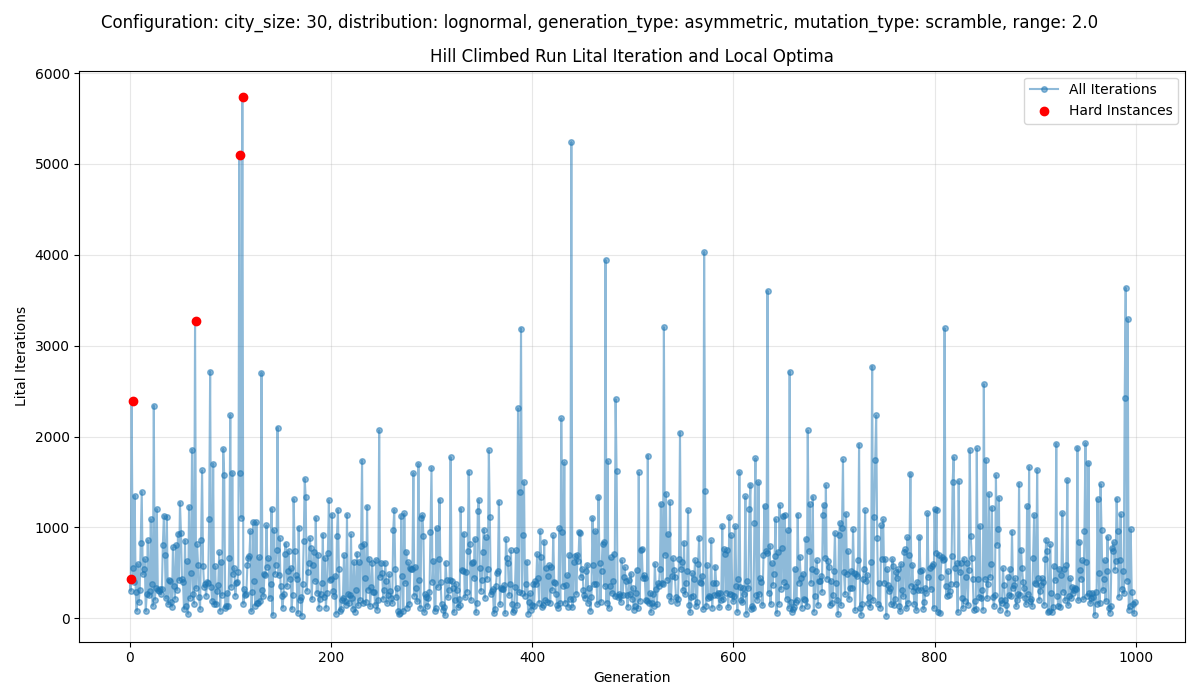 Configuration: city_size: 30, distribution: lognormal, generation_type: asymmetric, mutation_type: scramble, range: 2.0
Hill Climbed Run Lital Iteration and Local Optima
All Iterations
Hard Instances
6000
5000
4000
3000
2000
1000
0
Lital Iterations
0 200 400 600 800 1000
Generation